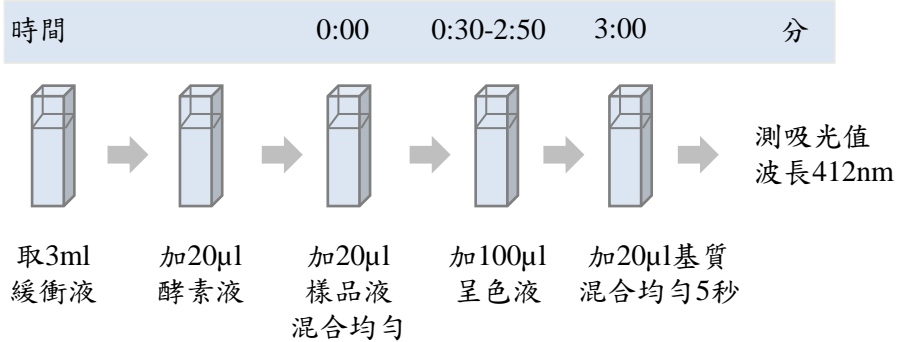 時間 0:00 0:30-2:50 3:00 分
測吸光值
波長412nm
取3ml
緩衝液
加20μl
酵素液
加20μl
樣品液
混合均勻
加100μl
呈色液
加20μl基質
混合均勻5秒